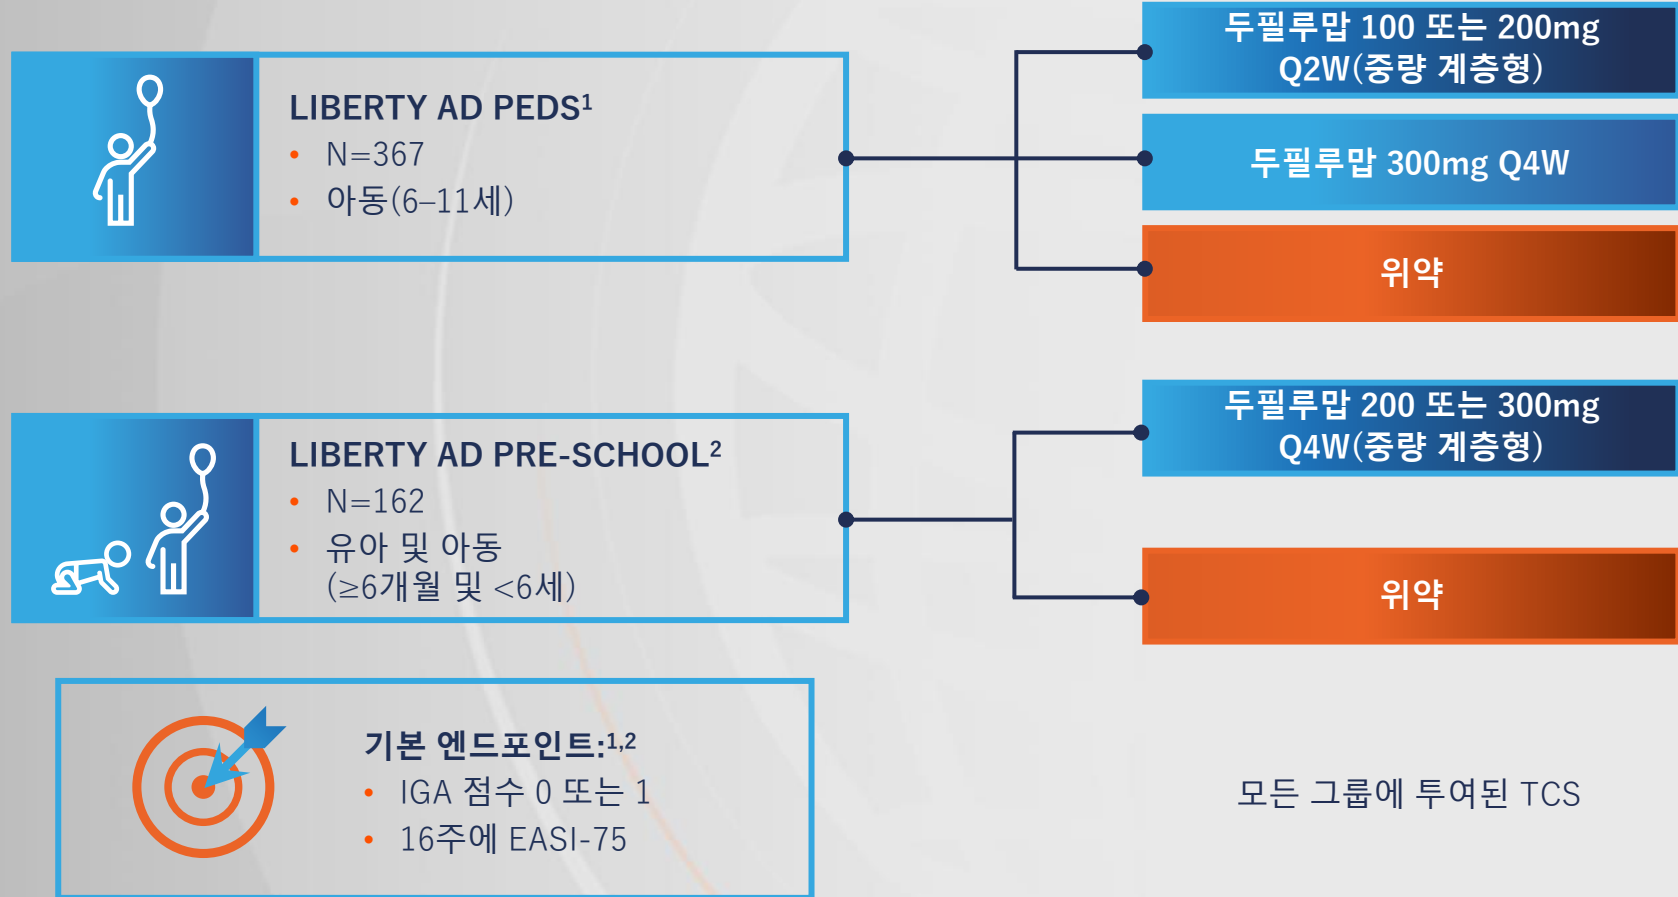 LIBERTY AD PEDS¹
• N=367
• 아동(6–11세)
두필루맙 100 또는 200mg
Q2W(중량 계층형)
두필루맙 300mg Q4W
위약
LIBERTY AD PRE-SCHOOL²
• N=162
• 유아 및 아동
(≥6개월 및 <6세)
두필루맙 200 또는 300mg
Q4W(중량 계층형)
위약
기본 엔드포인트:¹,²
• IGA 점수 0 또는 1
• 16주에 EASI-75
모든 그룹에 투여된 TCS